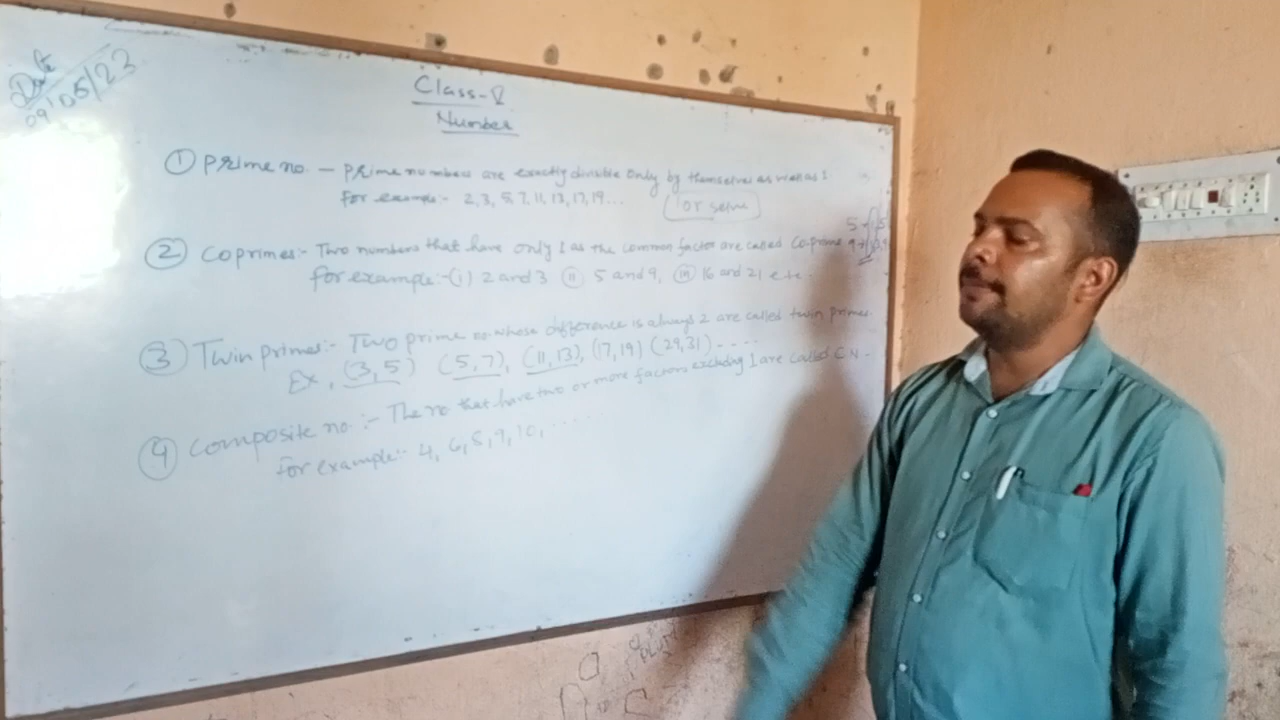 Date
09/05/23
Class-V
Number
① Prime no. – Prime numbers are exactly divisible only by themselves as well as 1
for example:- 2, 3, 5, 7, 11, 13, 17, 19...
② Coprimes:- Two numbers that have only 1 as the common factor are called Co-prime
for example:- (i) 2 and 3 (ii) 5 and 9, (iii) 16 and 21 etc.
③ Twin primes:- Two prime no whose difference is always 2 are called twin primes.
Ex, (3,5) (5,7), (11,13), (17,19) (29,31) ----
④ Composite no.:- The no that have two or more factors excluding 1 are called C.N.
for example:- 4, 6, 8, 9, 10, ....